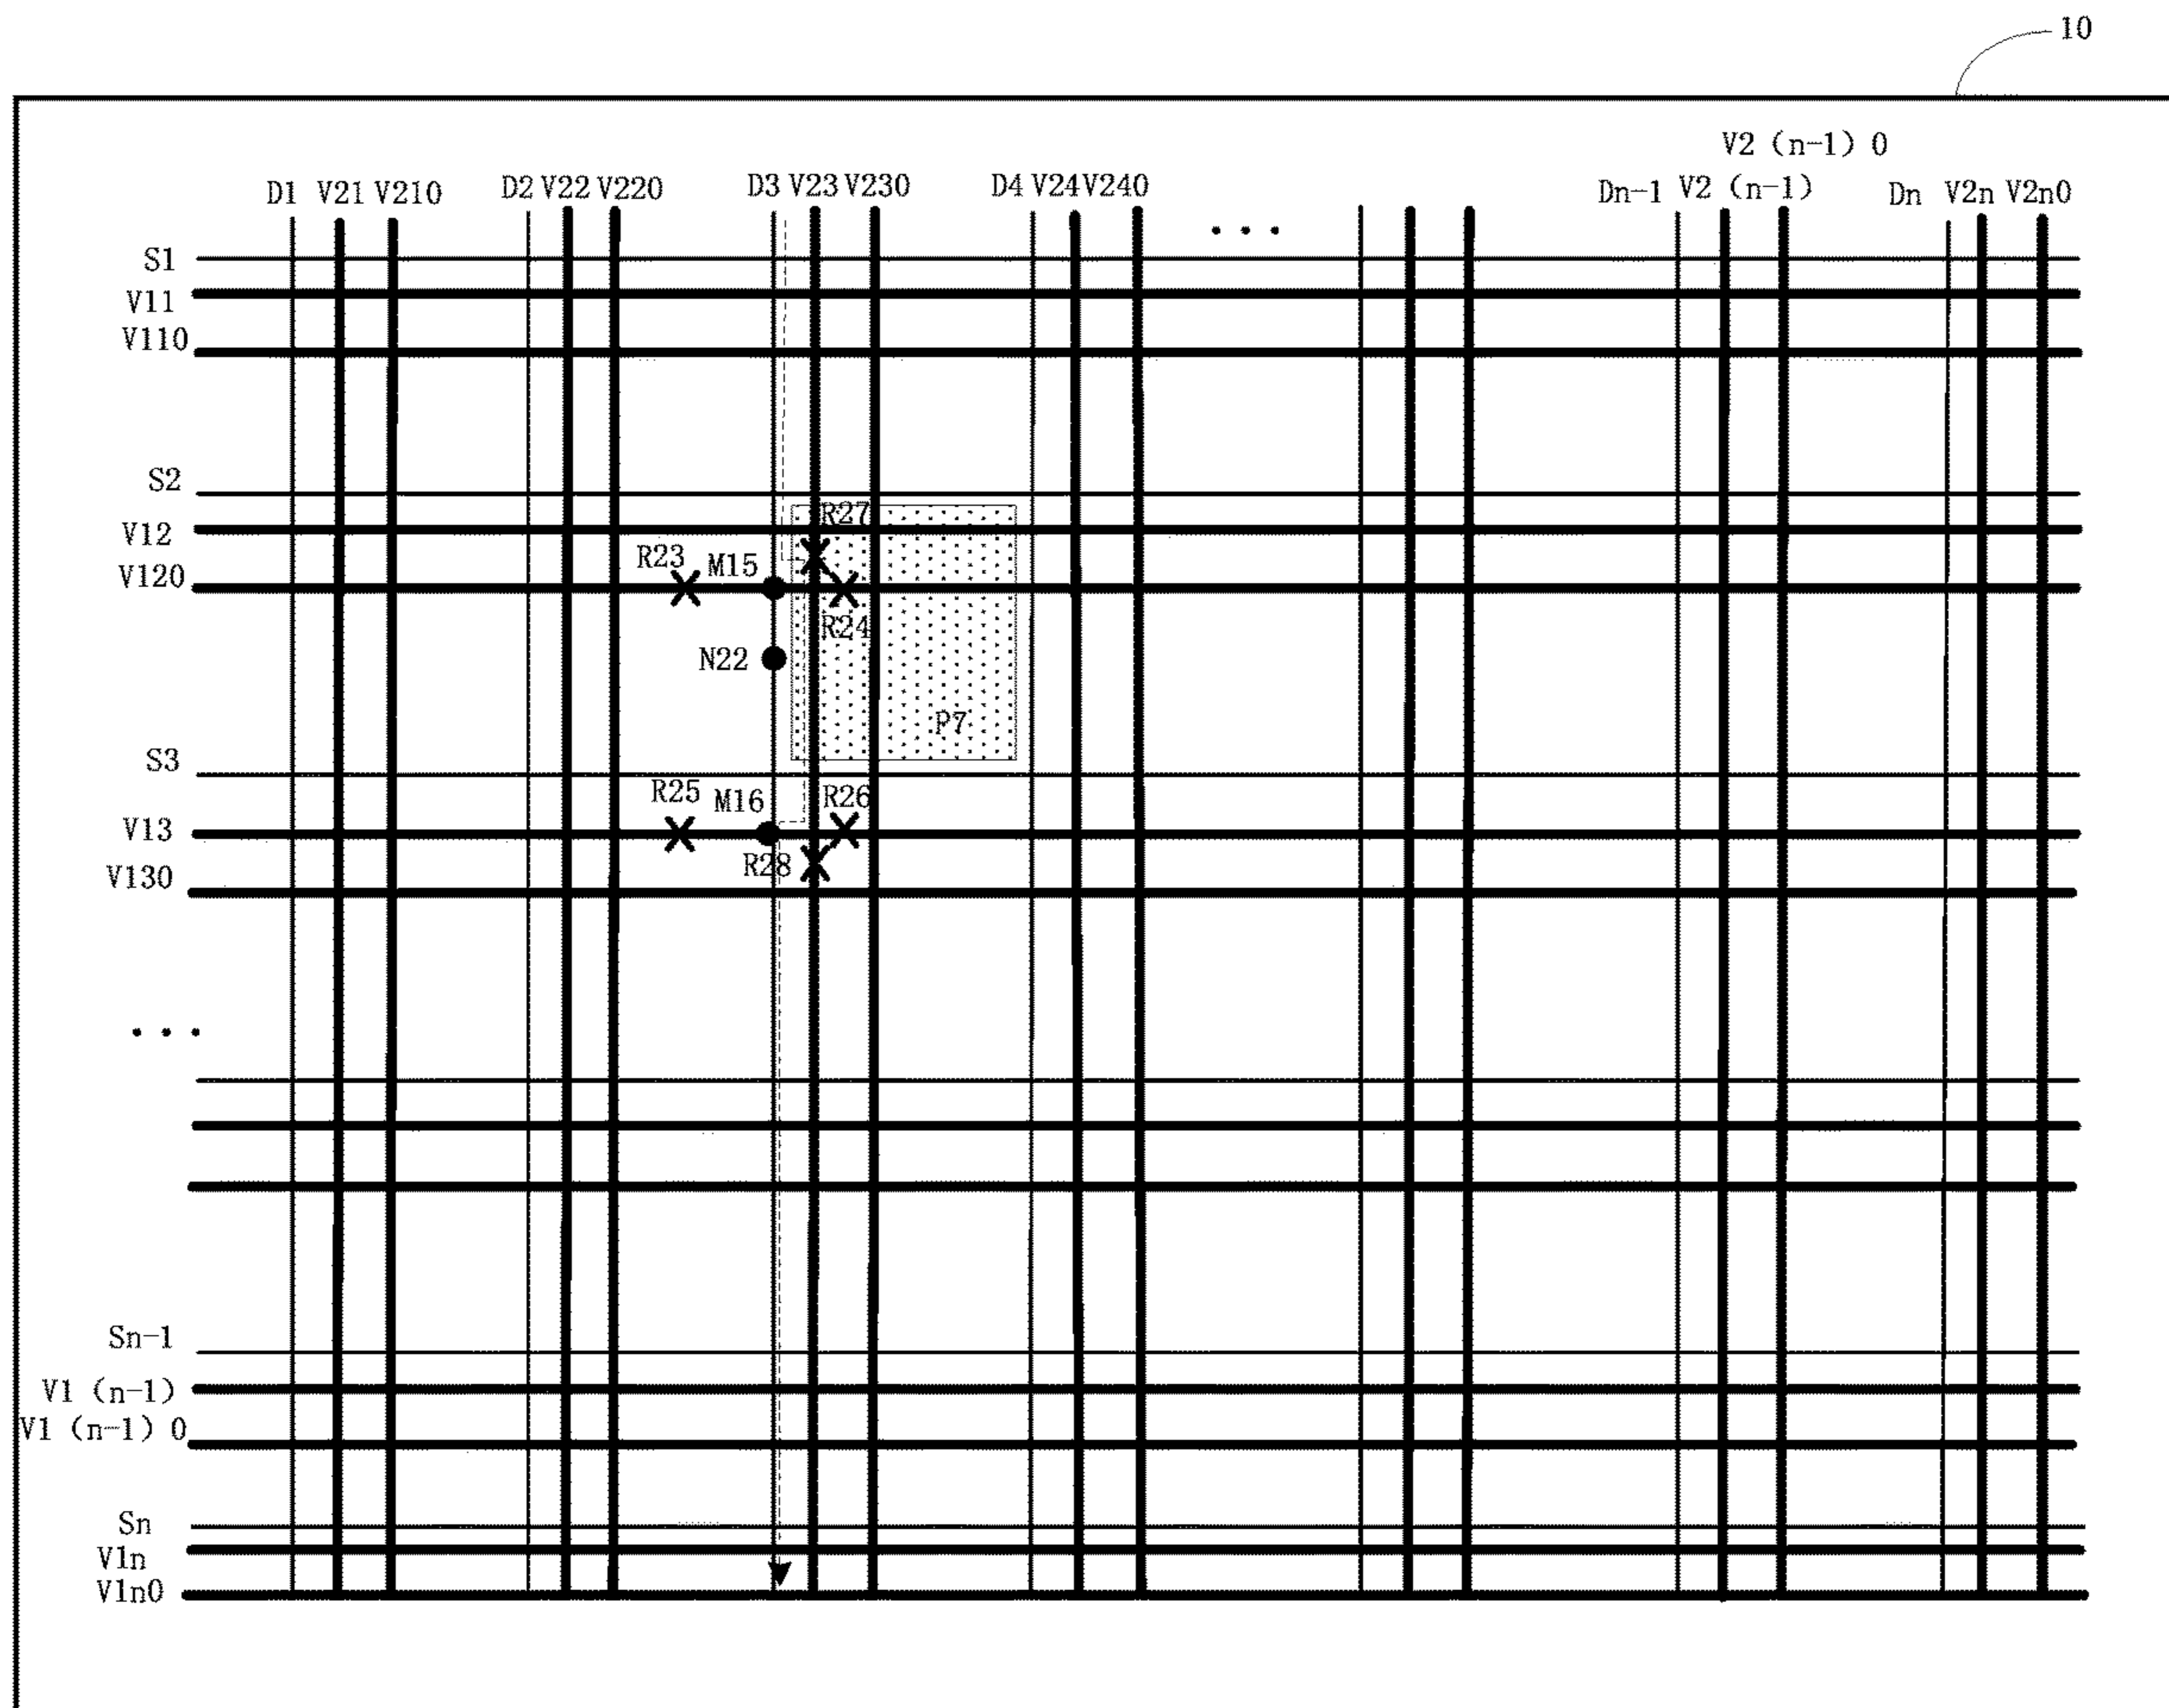 10
V2 (n-1) 0
D1 V21 V210 D2 V22 V220 D3 V23 V230 D4 V24 V240 Dn-1 V2 (n-1) Dn V2n V2n0
...
S1
V11
V110
S2
R27
V12
R23 M15
V120
R24
N22
P7
S3
R25 M16 R26
V13
R28
V130
...
Sn-1
V1 (n-1)
V1 (n-1) 0
Sn
V1n
V1n0